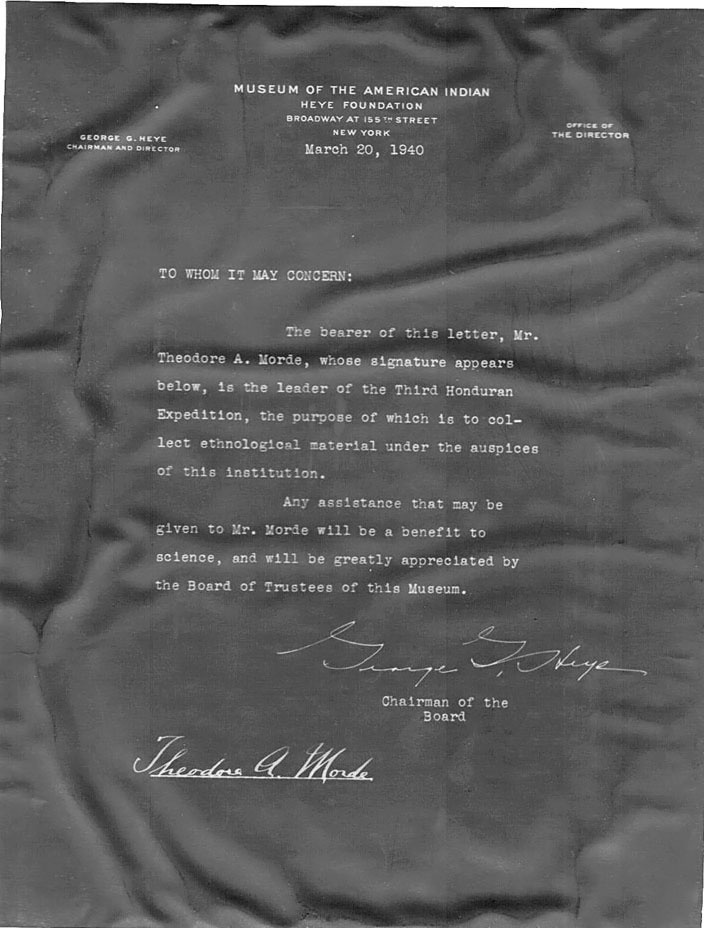 MUSEUM OF THE AMERICAN INDIAN
HEYE FOUNDATION
BROADWAY AT 155TH STREET
NEW YORK
GEORGE G. HEYE
CHAIRMAN AND DIRECTOR
OFFICE OF
THE DIRECTOR
March 20, 1940
TO WHOM IT MAY CONCERN:
The bearer of this letter, Mr.
Theodore A. Morde, whose signature appears
below, is the leader of the Third Honduran
Expedition, the purpose of which is to col-
lect ethnological material under the auspices
of this institution.
Any assistance that may be
given to Mr. Morde will be a benefit to
science, and will be greatly appreciated by
the Board of Trustees of this Museum.
George G. Heye
Chairman of the
Board
Theodore A. Morde